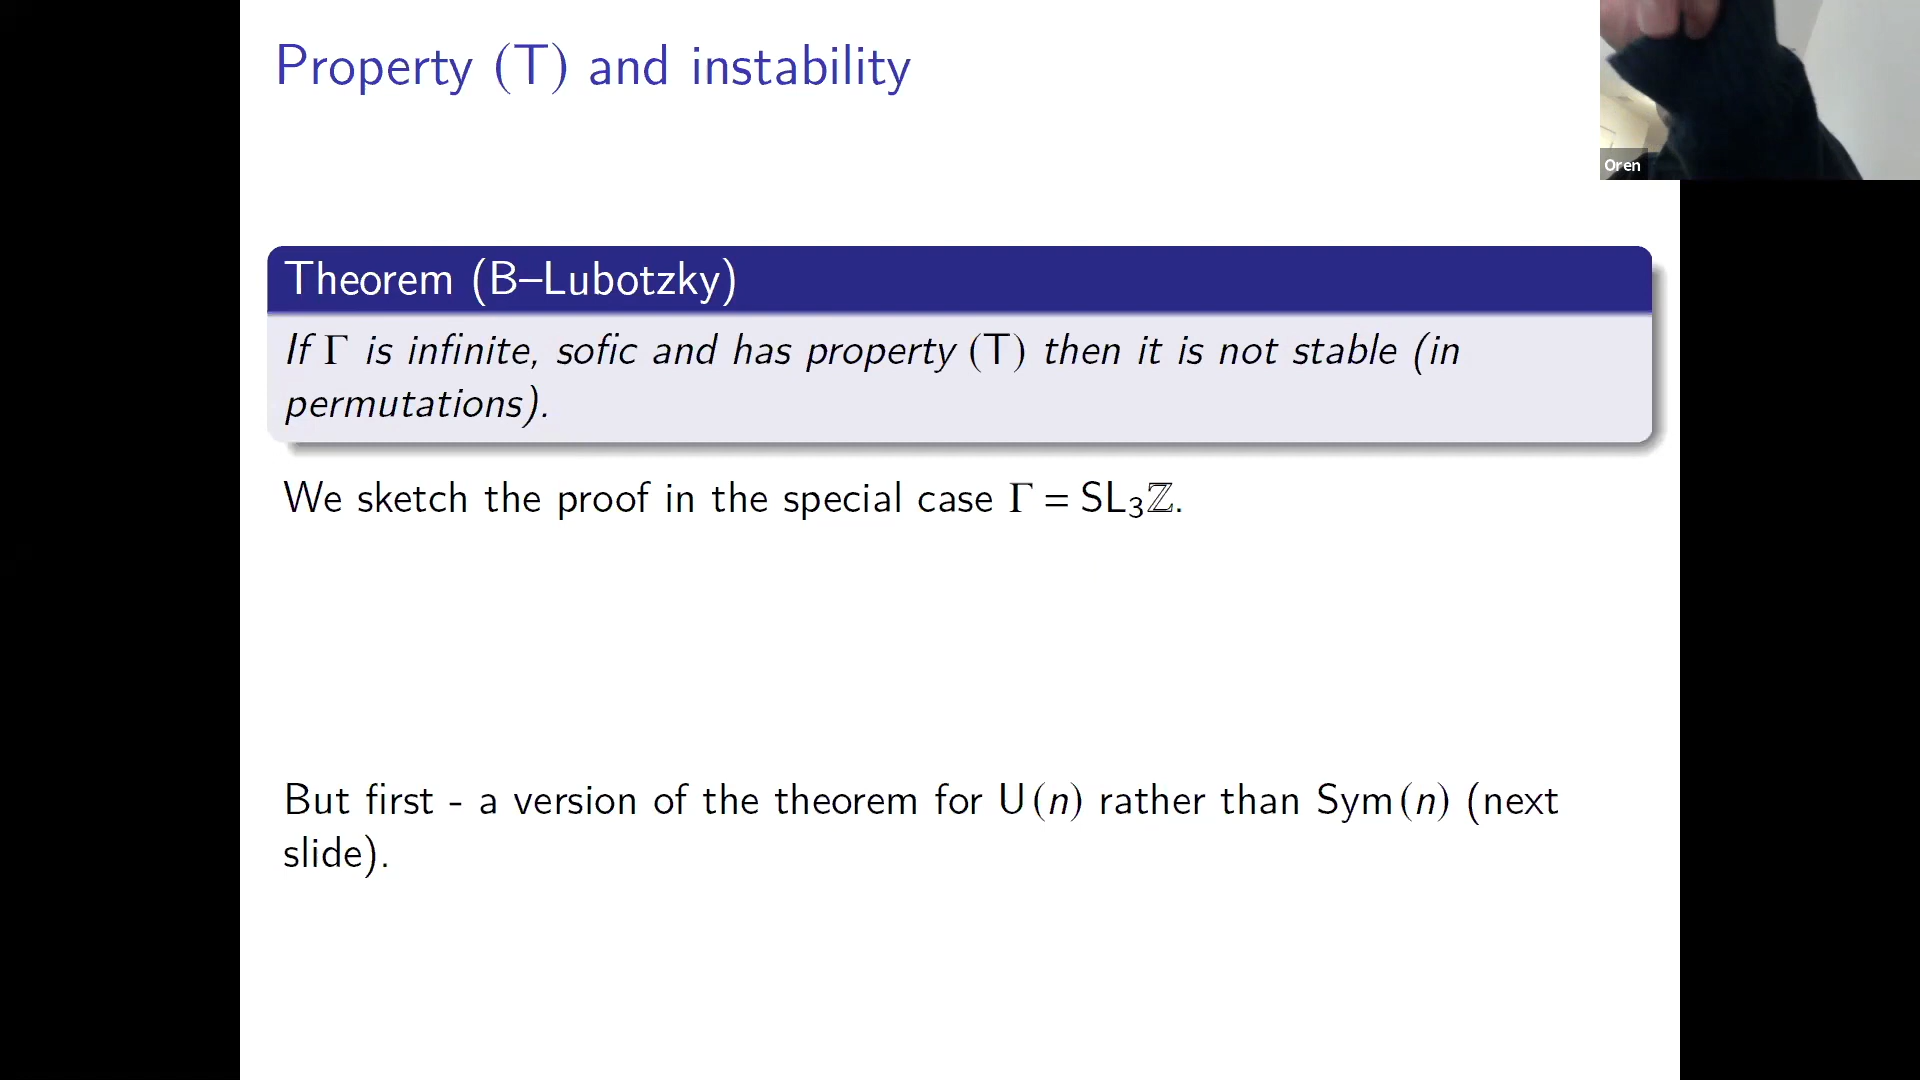 Property (T) and instability
Oren
Theorem (B–Lubotzky)
If Γ is infinite, sofic and has property (T) then it is not stable (in
permutations).
We sketch the proof in the special case Γ = SL₃ℤ.
But first - a version of the theorem for U(n) rather than Sym(n) (next
slide).